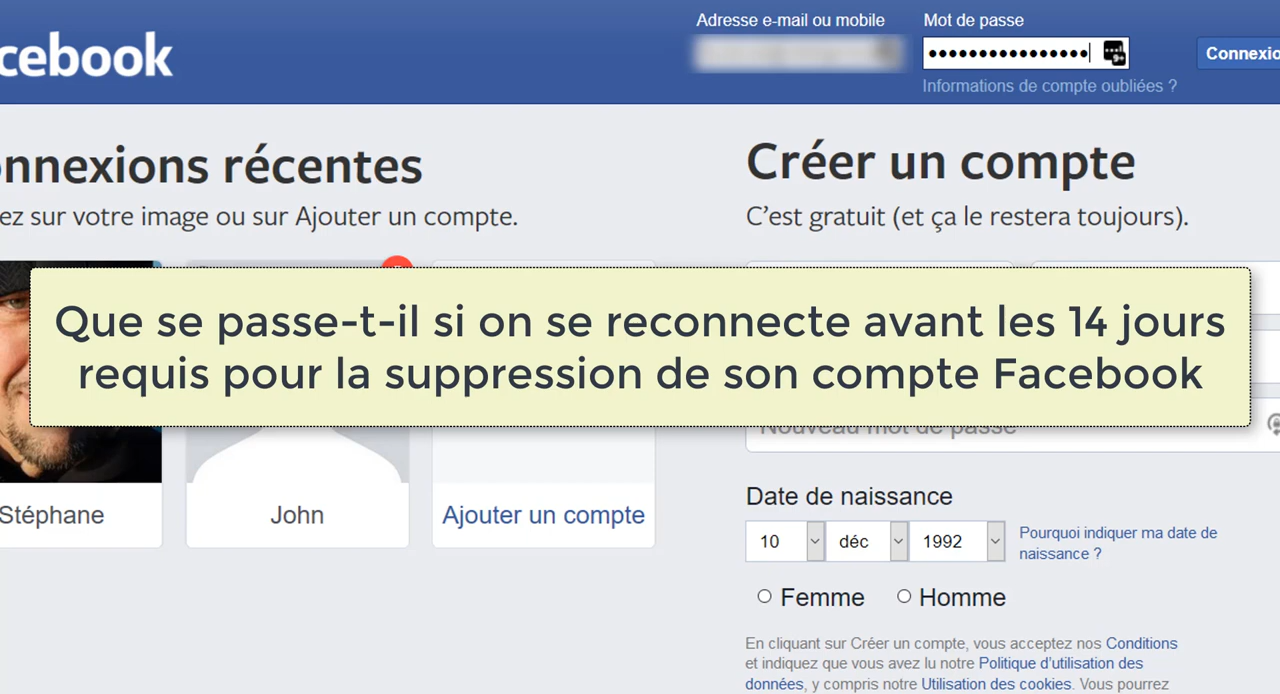 Adresse e-mail ou mobile
Mot de passe
cebook
••••••••••••••••
Connexio
Informations de compte oubliées ?
nnexions récentes
ez sur votre image ou sur Ajouter un compte.
Créer un compte
C'est gratuit (et ça le restera toujours).
Que se passe-t-il si on se reconnecte avant les 14 jours
requis pour la suppression de son compte Facebook
Nouveau mot de passe
Stéphane
John
Ajouter un compte
Date de naissance
10 déc 1992
Pourquoi indiquer ma date de
naissance ?
Femme Homme
En cliquant sur Créer un compte, vous acceptez nos Conditions
et indiquez que vous avez lu notre Politique d'utilisation des
données, y compris notre Utilisation des cookies. Vous pourrez